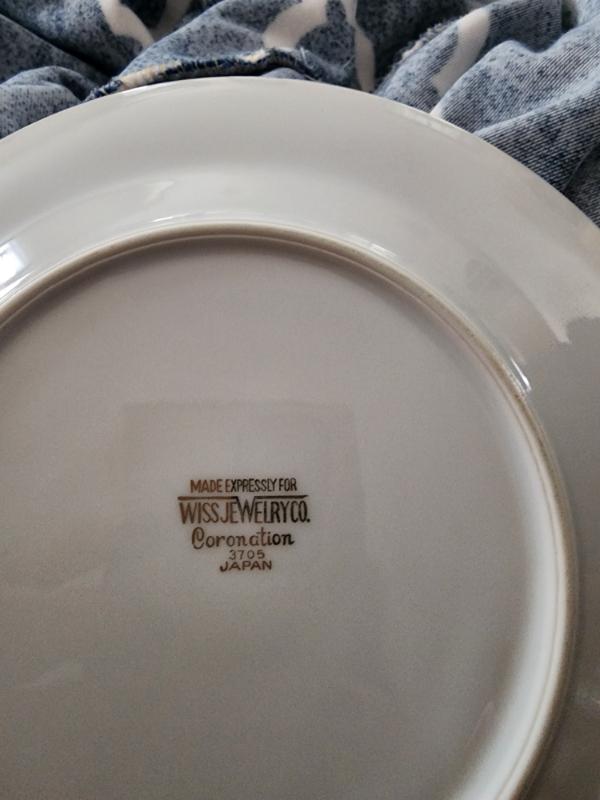 MADE EXPRESSLY FOR
WISS JEWELRY CO.
Coronation
3705
JAPAN